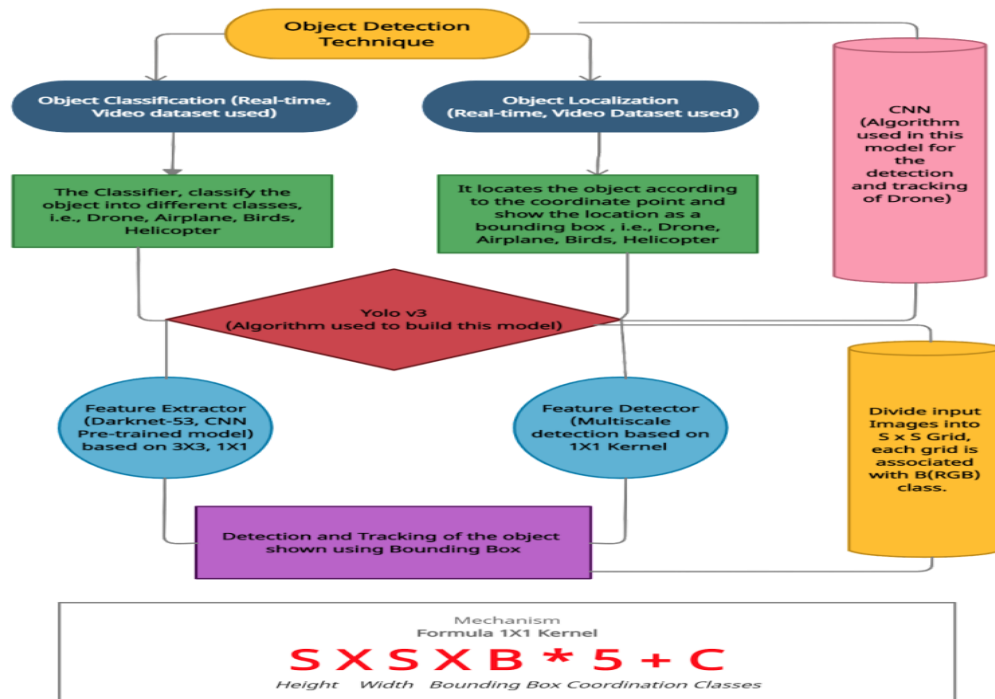 Object Detection
Technique
Object Classification (Real-time,
Video dataset used)
Object Localization
(Real-time, Video Dataset used)
CNN
(Algorithm
used in this
model for
the
detection
and tracking
of Drone)
The Classifier, classify the
object into different classes,
i.e., Drone, Airplane, Birds,
Helicopter
It locates the object according
to the coordinate point and
show the location as a
bounding box , i.e., Drone,
Airplane, Birds, Helicopter
Yolo v3
(Algorithm used to build this model)
Feature Extractor
(Darknet-53, CNN
Pre-trained model)
based on 3X3, 1X1
Feature Detector
(Multiscale
detection based on
1X1 Kernel
Divide input
Images into
S x S Grid,
each grid is
associated
with B(RGB)
class.
Detection and Tracking of the object
shown using Bounding Box
Mechanism
Formula 1X1 Kernel
S X S X B * 5 + C
Height Width Bounding Box Coordination Classes